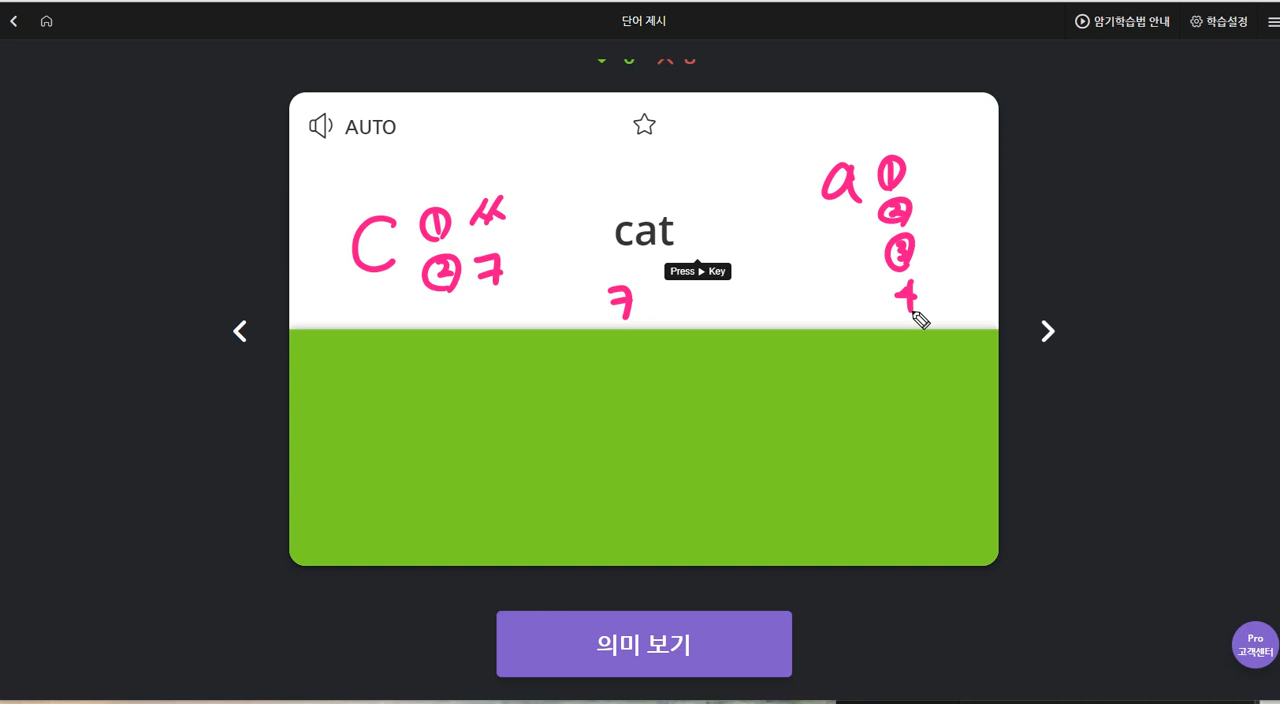 단어 제시
암기학습법 안내
학습설정
AUTO
a ①
②
③
C ① ㅆ
② ㄱ
cat
Press ▶ Key
ㄱ
의미 보기
Pro
고객센터